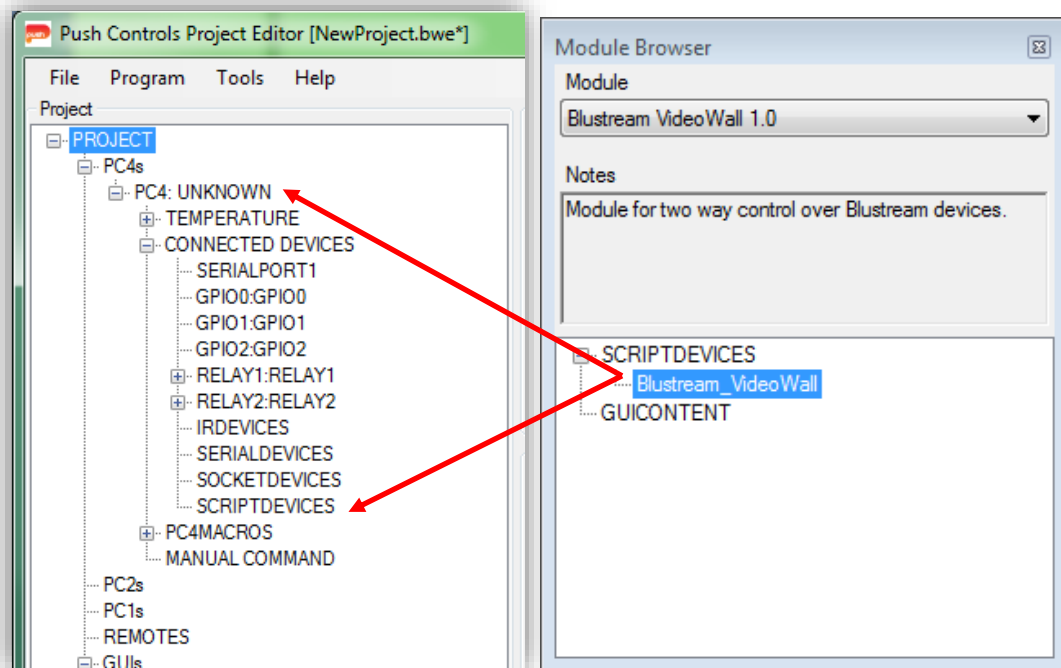 push Push Controls Project Editor [NewProject.bwe*]
File Program Tools Help
Project
PROJECT
PC4s
PC4: UNKNOWN
TEMPERATURE
CONNECTED DEVICES
SERIALPORT1
GPIO0:GPIO0
GPIO1:GPIO1
GPIO2:GPIO2
RELAY1:RELAY1
RELAY2:RELAY2
IRDEVICES
SERIALDEVICES
SOCKETDEVICES
SCRIPTDEVICES
PC4MACROS
MANUAL COMMAND
PC2s
PC1s
REMOTES
GUIs
Module Browser
Module
Blustream VideoWall 1.0
Notes
Module for two way control over Blustream devices.
SCRIPTDEVICES
Blustream_VideoWall
GUICONTENT